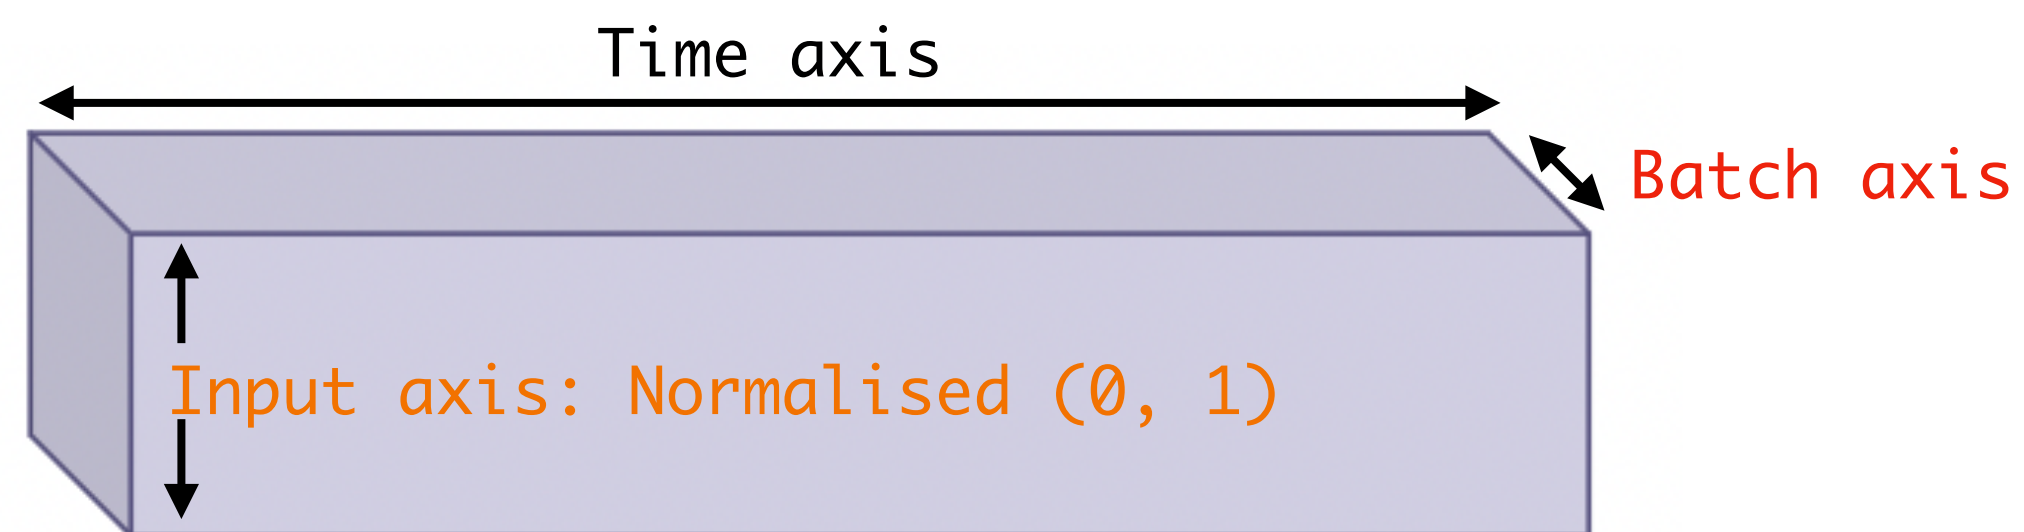 Time axis
Batch axis
Input axis: Normalised (0, 1)